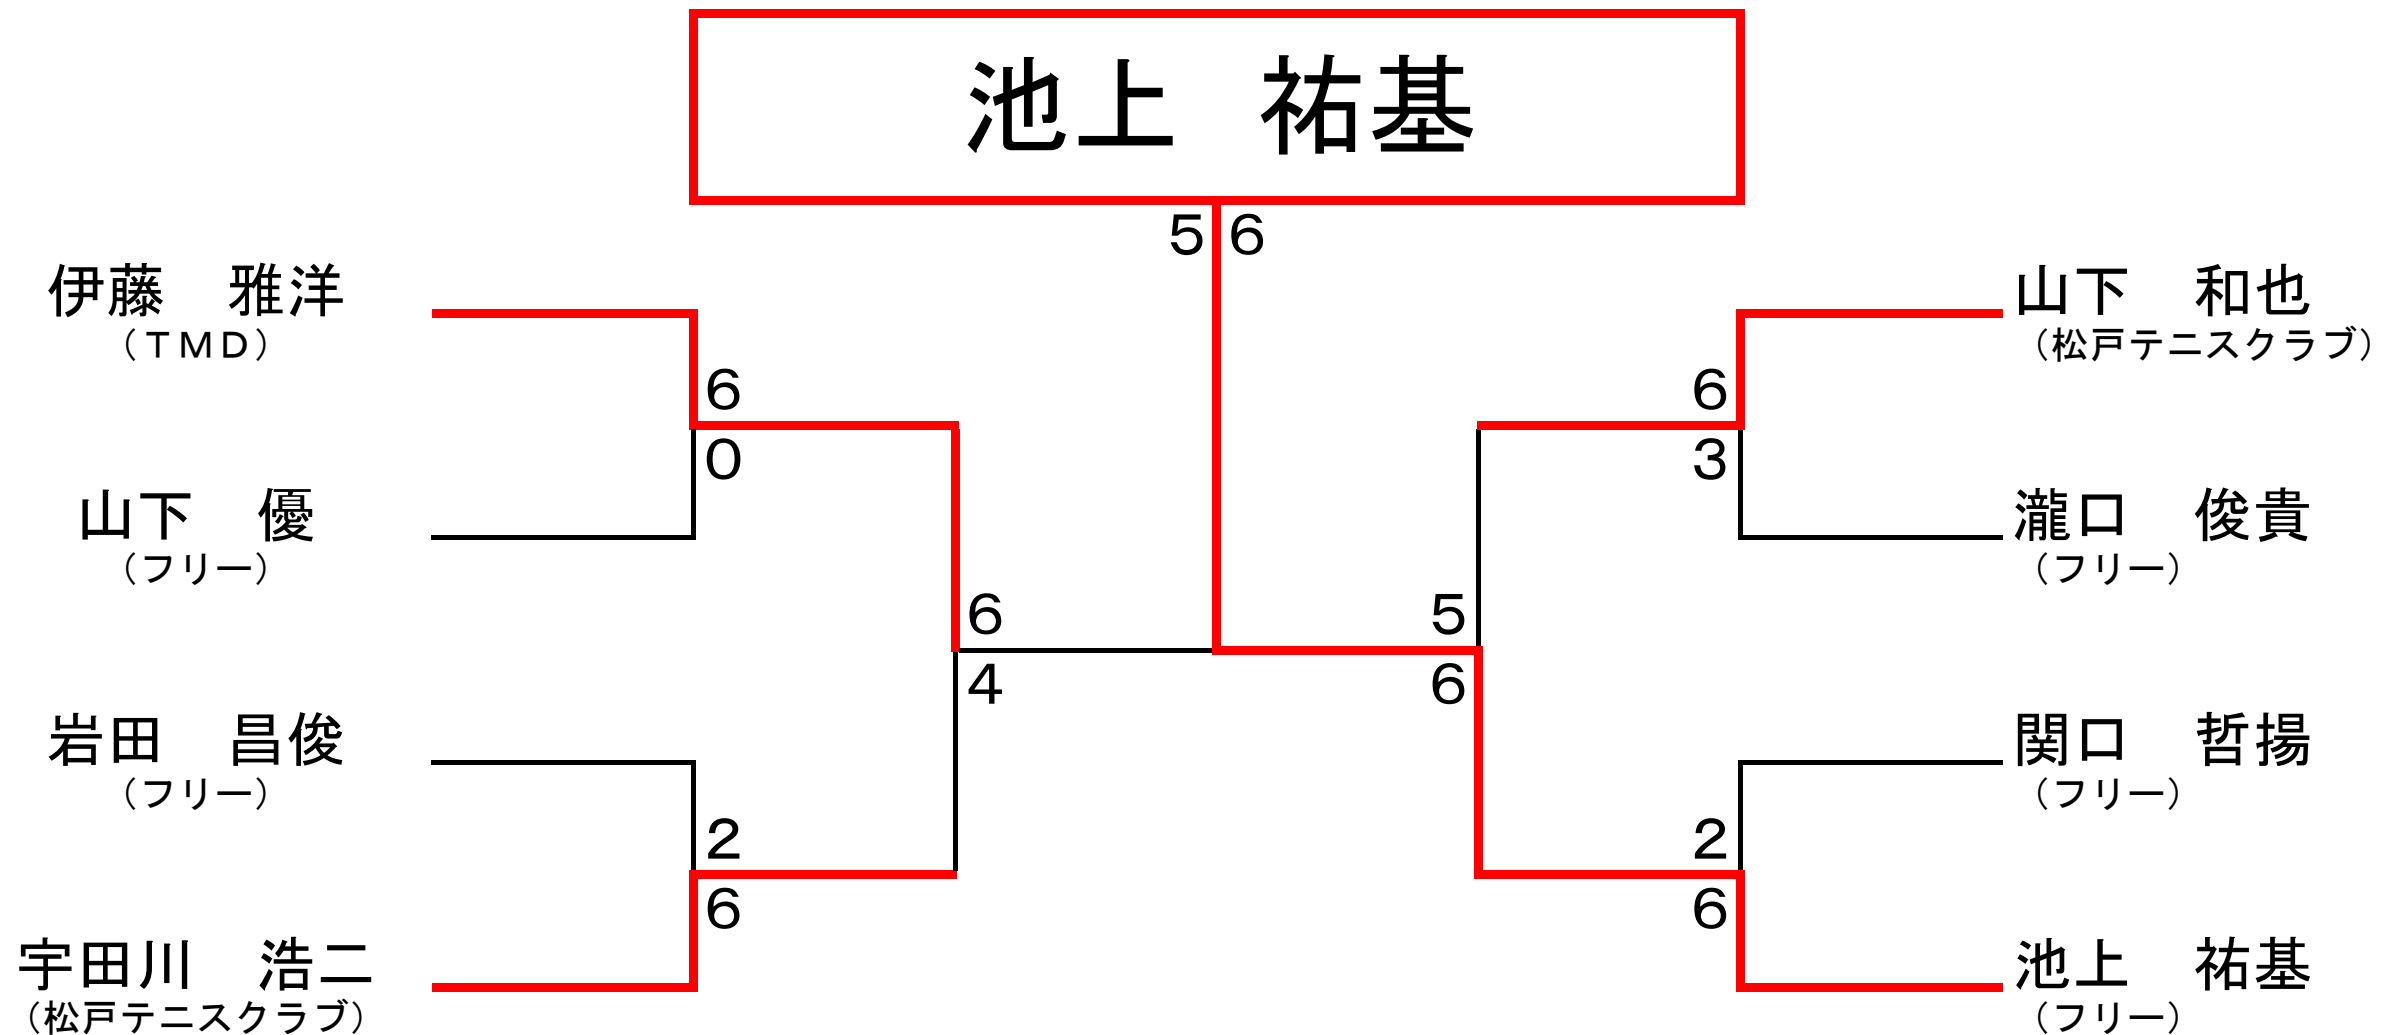 池上　祐基
５ ６
伊藤　雅洋
（ＴＭＤ）
６
０
山下　優
（フリー）
６
４
岩田　昌俊
（フリー）
２
６
宇田川　浩二
（松戸テニスクラブ）
山下　和也
（松戸テニスクラブ）
６
３
瀧口　俊貴
（フリー）
５
６
関口　哲揚
（フリー）
２
６
池上　祐基
（フリー）